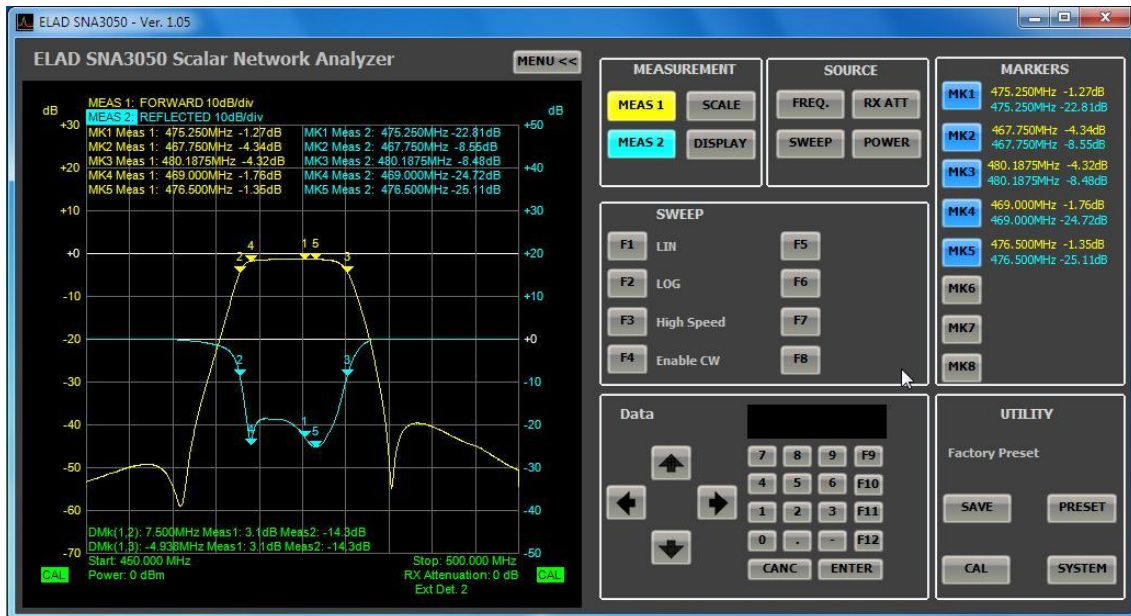 ELAD SNA3050 - Ver. 1.05
ELAD SNA3050 Scalar Network Analyzer
MENU <<
dB
MEAS 1: FORWARD 10dB/div
MEAS 2: REFLECTED 10dB/div
dB
MK1 Meas 1: 475.250MHz -1.27dB
MK2 Meas 1: 467.750MHz -4.34dB
MK3 Meas 1: 480.1875MHz -4.32dB
MK4 Meas 1: 469.000MHz -1.76dB
MK5 Meas 1: 476.500MHz -1.35dB
MK1 Meas 2: 475.250MHz -22.81dB
MK2 Meas 2: 467.750MHz -8.55dB
MK3 Meas 2: 480.1875MHz -8.48dB
MK4 Meas 2: 469.000MHz -24.72dB
MK5 Meas 2: 476.500MHz -25.11dB
+30
+20
+10
+0
-10
-20
-30
-40
-50
-60
-70
+50
+40
+30
+20
+10
+0
-10
-20
-30
-40
-50
2
4
1
5
3
2
3
4
1
5
DMk(1,2): 7.500MHz Meas1: 3.1dB Meas2: -14.3dB
DMk(1,3): -4.938MHz Meas1: 3.1dB Meas2: -14.3dB
Start: 450.000 MHz
Stop: 500.000 MHz
CAL
Power: 0 dBm
RX Attenuation: 0 dB
CAL
Ext Det. 2
MEASUREMENT
MEAS 1
SCALE
MEAS 2
DISPLAY
SOURCE
FREQ.
RX ATT
SWEEP
POWER
MARKERS
MK1
475.250MHz -1.27dB
475.250MHz -22.81dB
MK2
467.750MHz -4.34dB
467.750MHz -8.55dB
MK3
480.1875MHz -4.32dB
480.1875MHz -8.48dB
MK4
469.000MHz -1.76dB
469.000MHz -24.72dB
MK5
476.500MHz -1.35dB
476.500MHz -25.11dB
MK6
MK7
MK8
SWEEP
F1 LIN
F5
F2 LOG
F6
F3 High Speed
F7
F4 Enable CW
F8
Data
7 8 9 F9
4 5 6 F10
1 2 3 F11
0 . - F12
CANC
ENTER
UTILITY
Factory Preset
SAVE
PRESET
CAL
SYSTEM